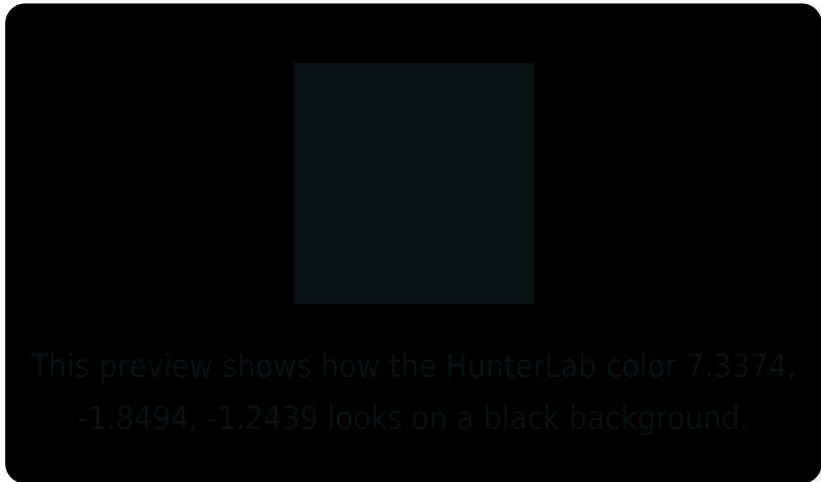 This preview shows how the HunterLab color 7.3374,
-1.8494, -1.2439 looks on a black background.